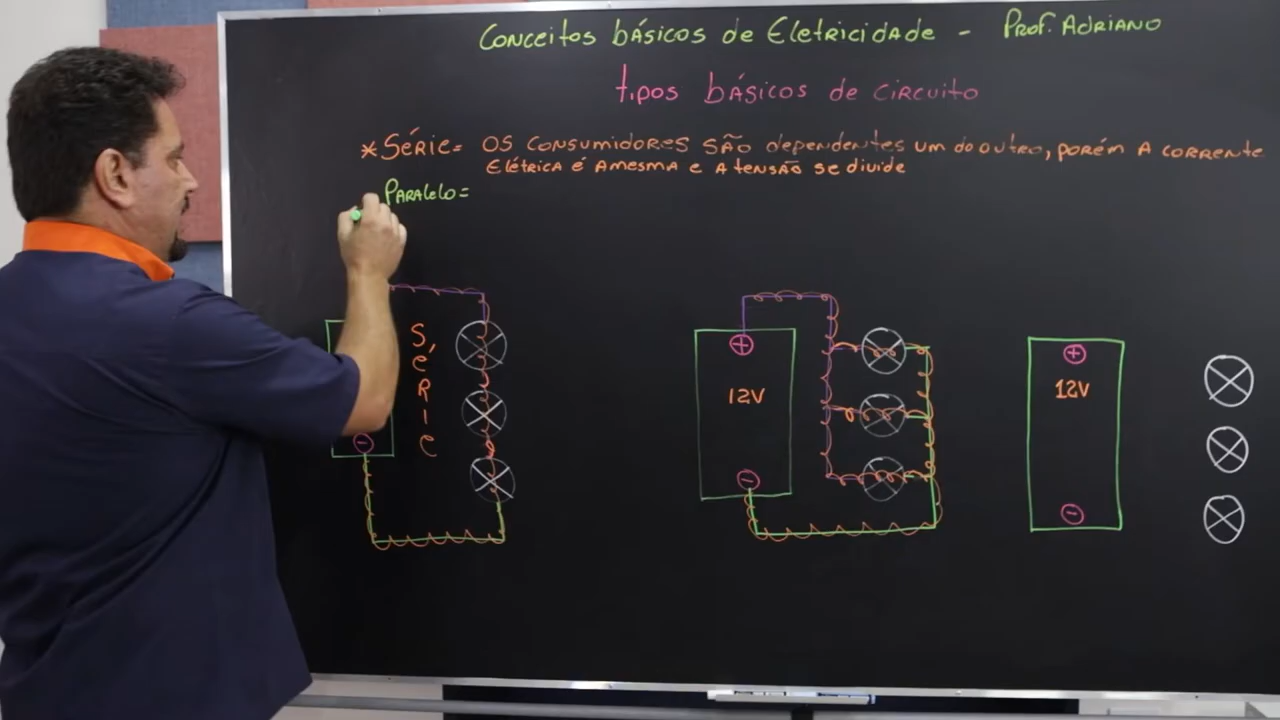 Conceitos básicos de Eletricidade - Prof. Adriano
tipos básicos de circuito
* Série = Os consumidores são dependentes um do outro, porém a corrente
Elétrica é a mesma e a tensão se divide
Paralelo =
Série
+
-
+
12V
-
+
12V
-